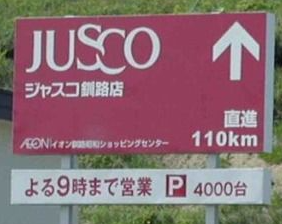 JUSCO
ジャスコ釧路店
直進
110km
ÆON イオン釧路昭和ショッピングセンター
よる9時まで営業 P 4000台